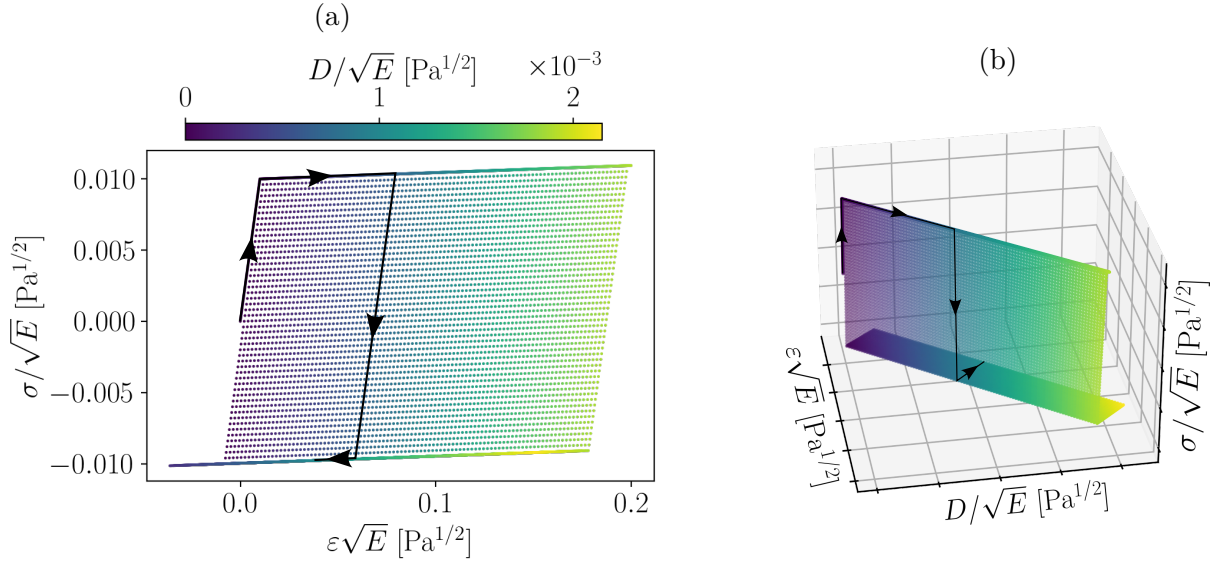 (a)
D/√E [Pa^{1/2}] ×10^{−3}
0 1 2
0.010
0.005
0.000
−0.005
−0.010
σ/√E [Pa^{1/2}]
0.0 0.1 0.2
ε√E [Pa^{1/2}]
(b)
ε√E [Pa^{1/2}]
D/√E [Pa^{1/2}]
σ/√E [Pa^{1/2}]